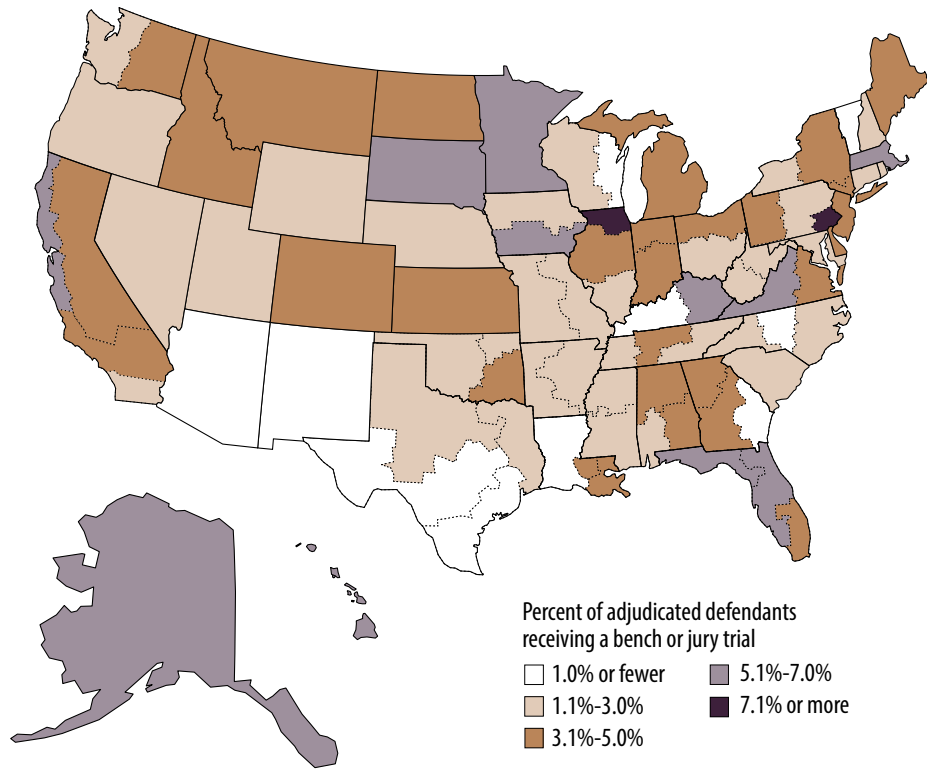 Percent of adjudicated defendants
receiving a bench or jury trial
1.0% or fewer
1.1%-3.0%
3.1%-5.0%
5.1%-7.0%
7.1% or more